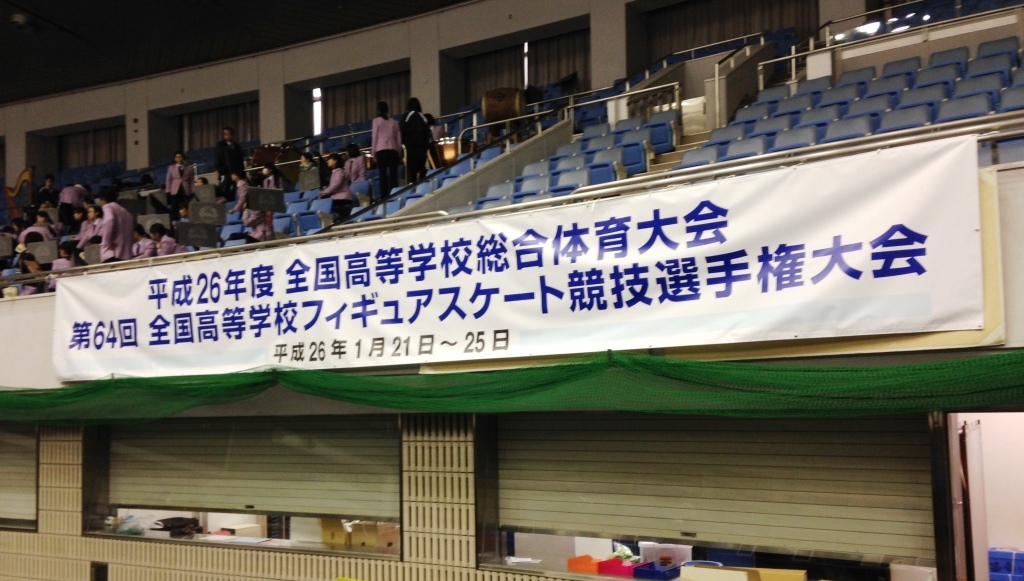 平成26年度 全国高等学校総合体育大会
第64回 全国高等学校フィギュアスケート競技選手権大会
平成26年1月21日～25日